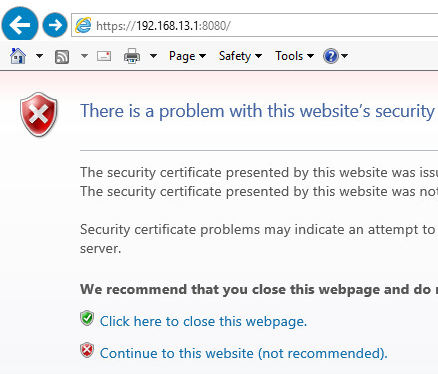 https://192.168.13.1:8080/
Page Safety Tools
There is a problem with this website's security
The security certificate presented by this website was
The security certificate presented by this website was
Security certificate problems may indicate an attempt to
server.
We recommend that you close this webpage and do
Click here to close this webpage.
Continue to this website (not recommended).